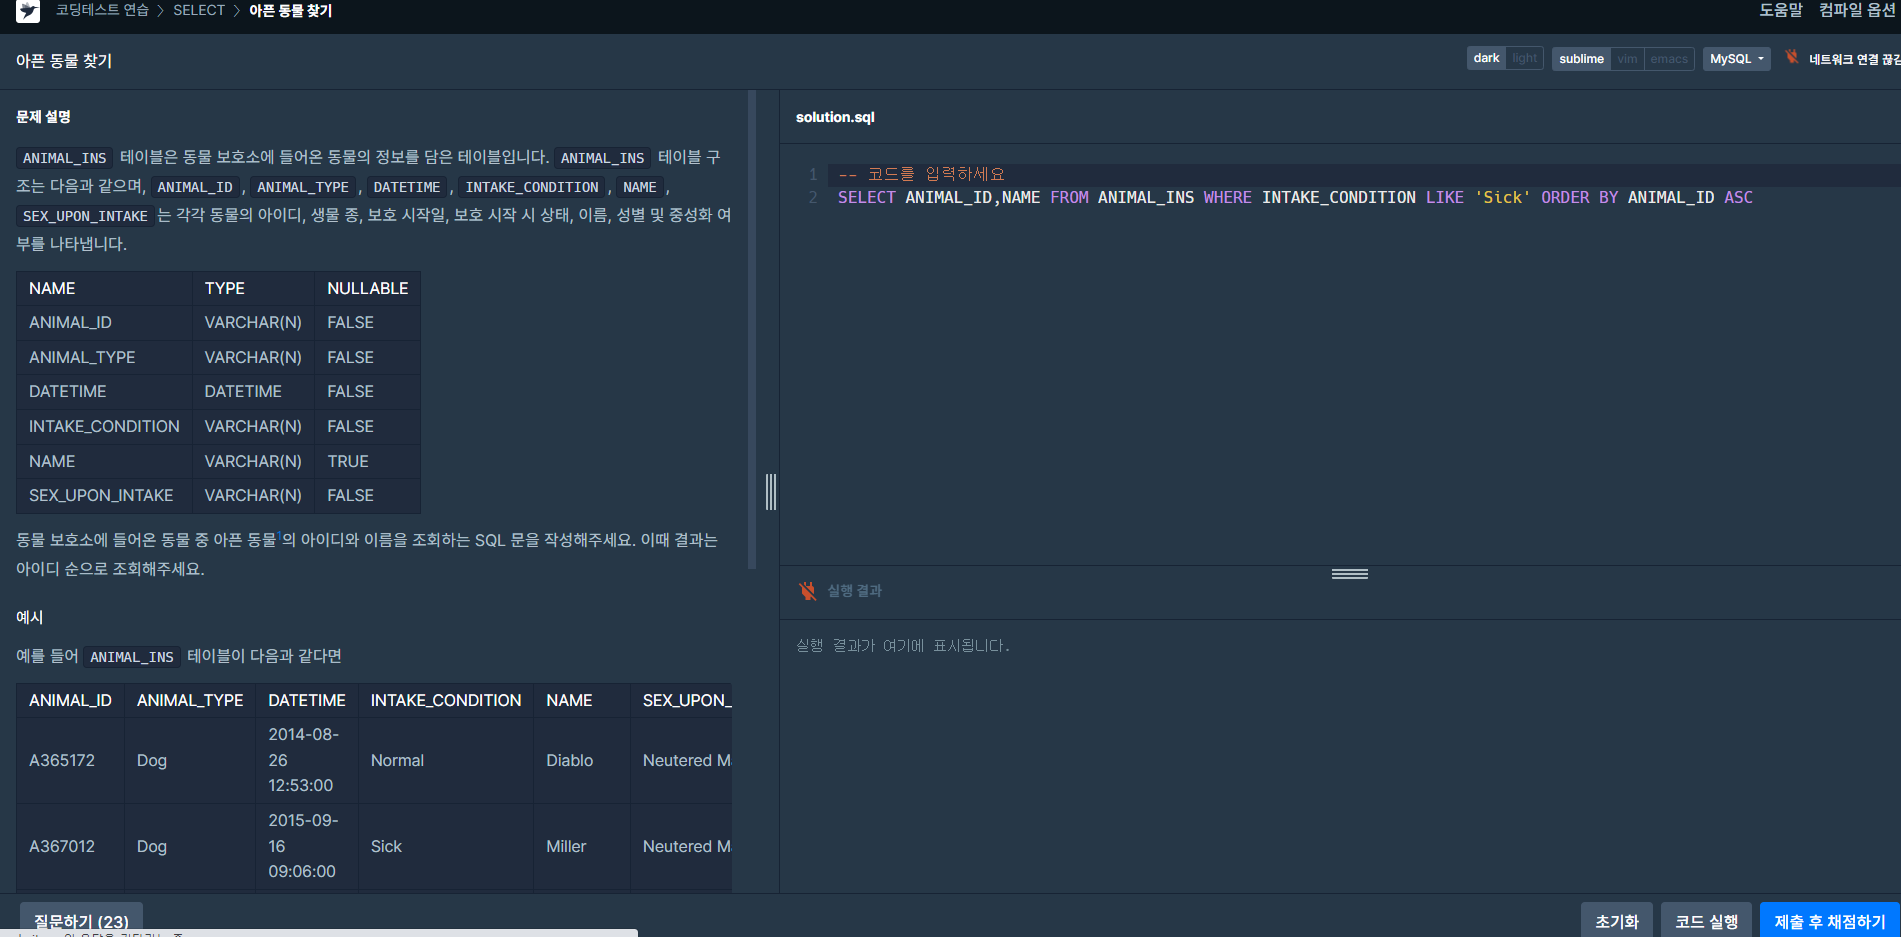 코딩테스트 연습 > SELECT > 아픈 동물 찾기
도움말 컴파일 옵션
아픈 동물 찾기
dark light sublime vim emacs MySQL 네트워크 연결 끊김
문제 설명
ANIMAL_INS 테이블은 동물 보호소에 들어온 동물의 정보를 담은 테이블입니다. ANIMAL_INS 테이블 구
조는 다음과 같으며, ANIMAL_ID, ANIMAL_TYPE, DATETIME, INTAKE_CONDITION, NAME,
SEX_UPON_INTAKE는 각각 동물의 아이디, 생물 종, 보호 시작일, 보호 시작 시 상태, 이름, 성별 및 중성화 여
부를 나타냅니다.
NAME TYPE NULLABLE
ANIMAL_ID VARCHAR(N) FALSE
ANIMAL_TYPE VARCHAR(N) FALSE
DATETIME DATETIME FALSE
INTAKE_CONDITION VARCHAR(N) FALSE
NAME VARCHAR(N) TRUE
SEX_UPON_INTAKE VARCHAR(N) FALSE
동물 보호소에 들어온 동물 중 아픈 동물1의 아이디와 이름을 조회하는 SQL 문을 작성해주세요. 이때 결과는
아이디 순으로 조회해주세요.
예시
예를 들어 ANIMAL_INS 테이블이 다음과 같다면
ANIMAL_ID ANIMAL_TYPE DATETIME INTAKE_CONDITION NAME SEX_UPON_
A365172 Dog 2014-08-
26
12:53:00 Normal Diablo Neutered M
A367012 Dog 2015-09-
16
09:06:00 Sick Miller Neutered M
solution.sql
1 -- 코드를 입력하세요
2 SELECT ANIMAL_ID,NAME FROM ANIMAL_INS WHERE INTAKE_CONDITION LIKE 'Sick' ORDER BY ANIMAL_ID ASC
실행 결과
실행 결과가 여기에 표시됩니다.
질문하기 (23)
초기화 코드 실행 제출 후 채점하기